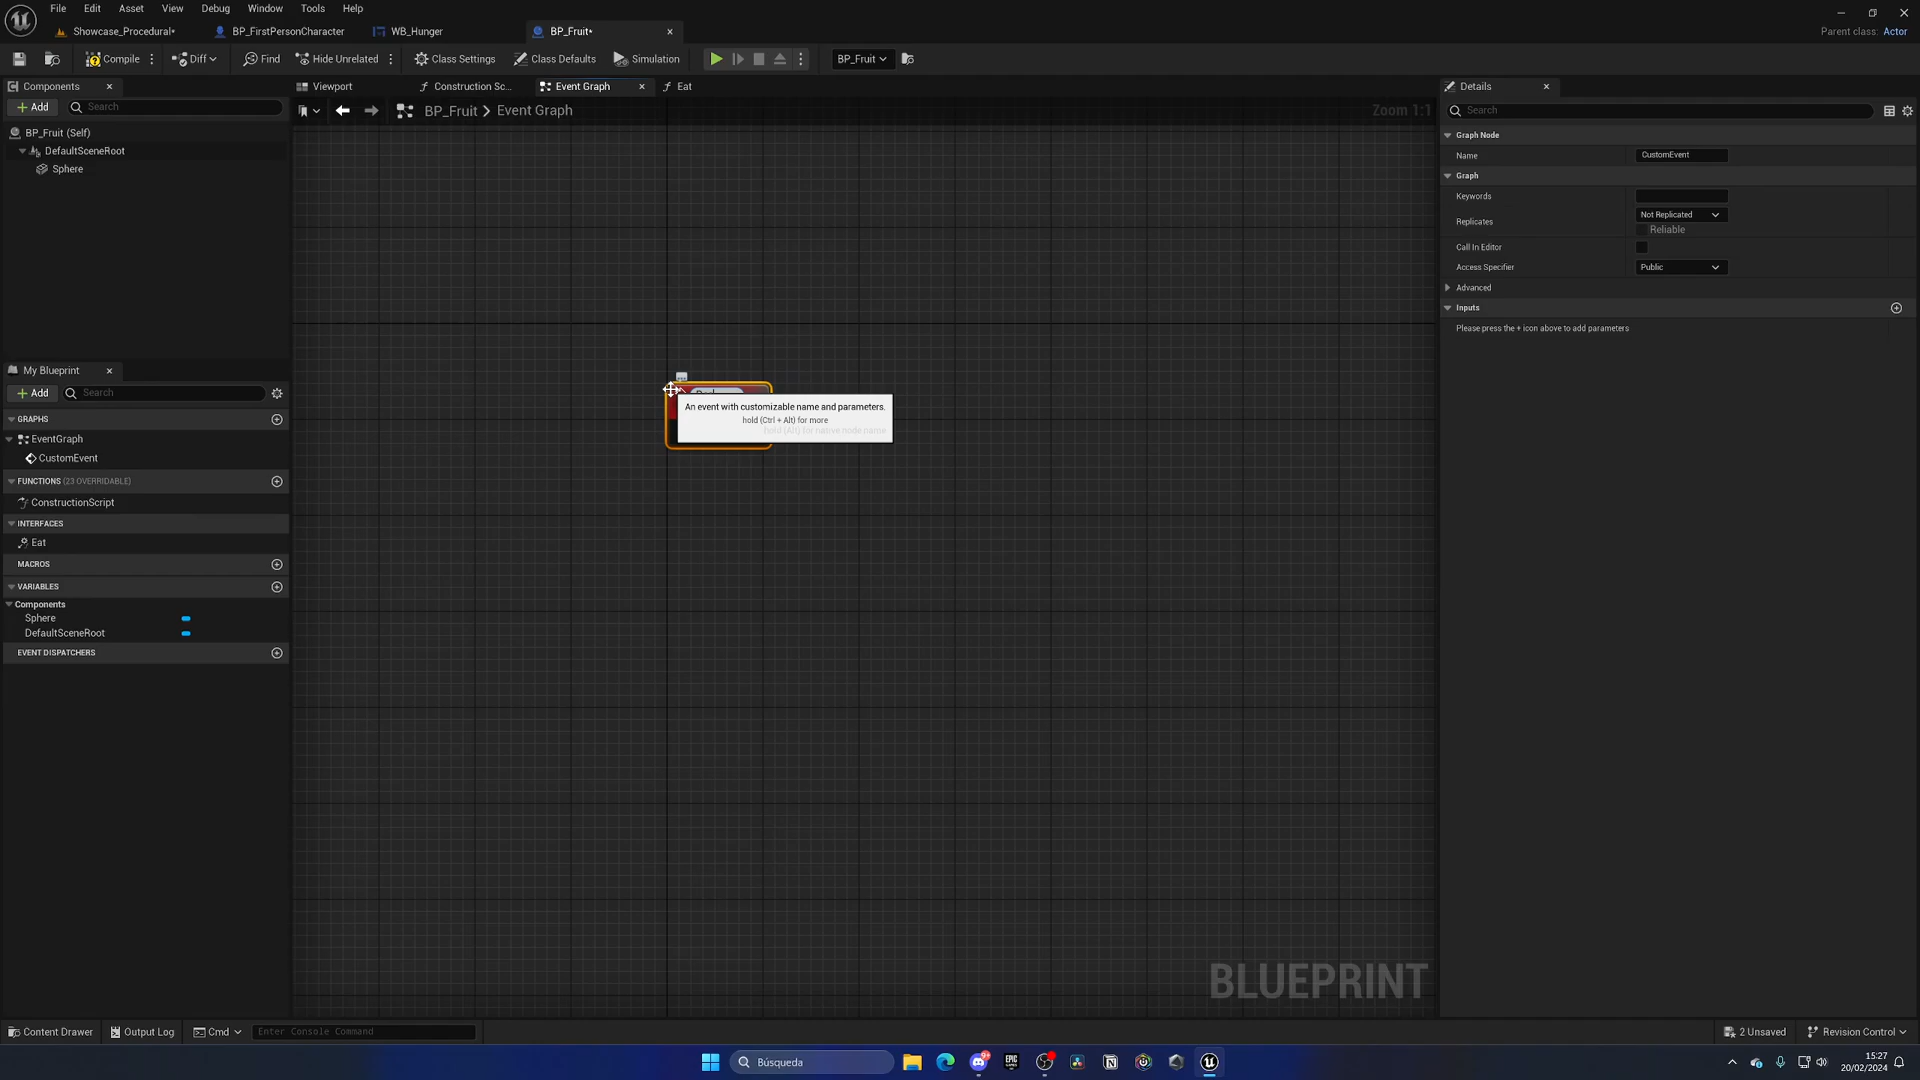 File Edit Asset View Debug Window Tools Help
Showcase_Procedural* BP_FirstPersonCharacter WB_Hunger BP_Fruit*
Parent class: Actor
Compile Diff Find Hide Unrelated Class Settings Class Defaults Simulation BP_Fruit
Components
Add Search
BP_Fruit (Self)
DefaultSceneRoot
Sphere
My Blueprint
Add Search
GRAPHS
EventGraph
CustomEvent
FUNCTIONS (23 OVERRIDABLE)
ConstructionScript
INTERFACES
Eat
MACROS
VARIABLES
Components
Sphere
DefaultSceneRoot
EVENT DISPATCHERS
Viewport Construction Sc... Event Graph Eat
BP_Fruit > Event Graph
Zoom 1:1
An event with customizable name and parameters.
hold (Ctrl + Alt) for more
hold (Alt) for native node name
BLUEPRINT
Details
Search
Graph Node
Name CustomEvent
Graph
Keywords
Replicates Not Replicated
Reliable
Call In Editor
Access Specifier Public
Advanced
Inputs
Please press the + icon above to add parameters
Content Drawer Output Log Cmd Enter Console Command
2 Unsaved Revision Control
Búsqueda
15:27
20/02/2024